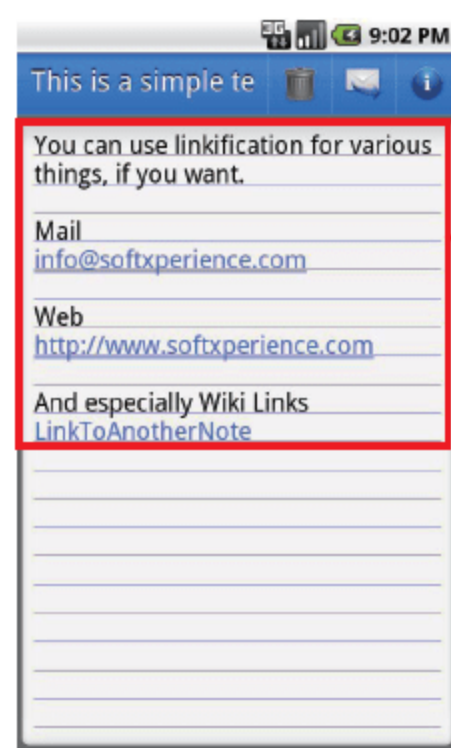 3G
9:02 PM
This is a simple te
You can use linkification for various
things, if you want.
Mail
info@softxperience.com
Web
http://www.softxperience.com
And especially Wiki Links
LinkToAnotherNote